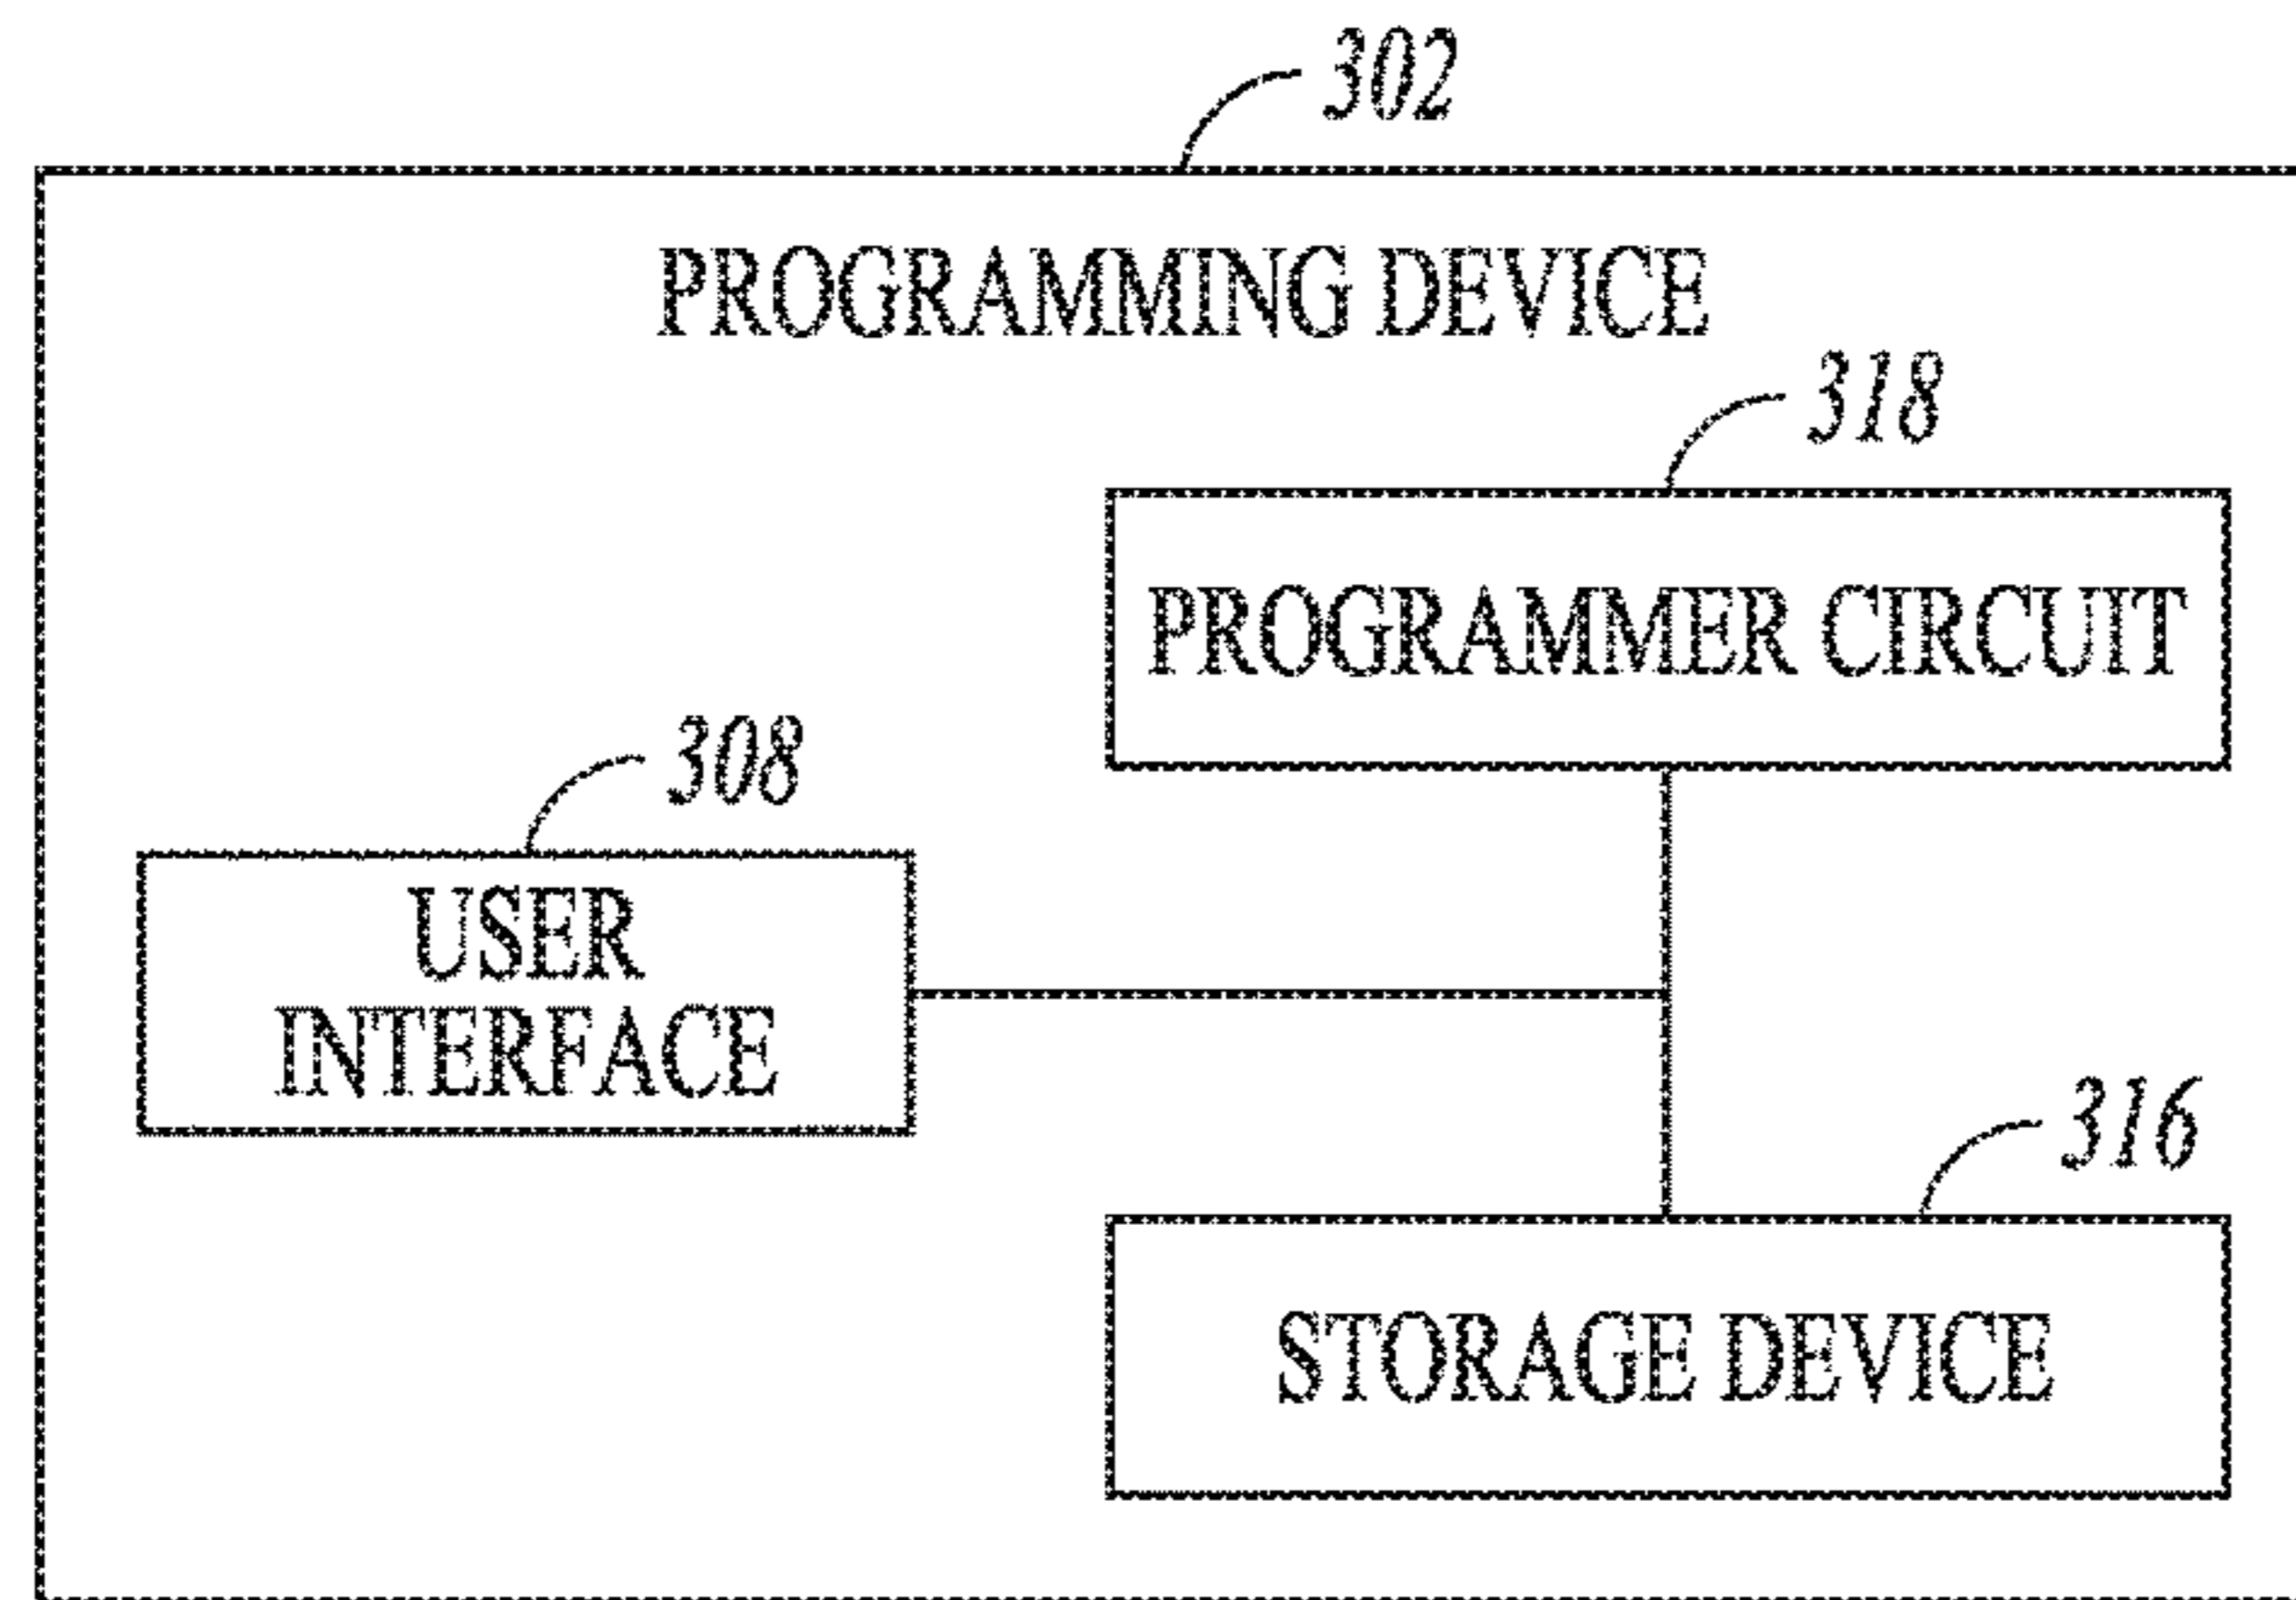 302
PROGRAMMING DEVICE
318
PROGRAMMER CIRCUIT
308
USER
INTERFACE
316
STORAGE DEVICE